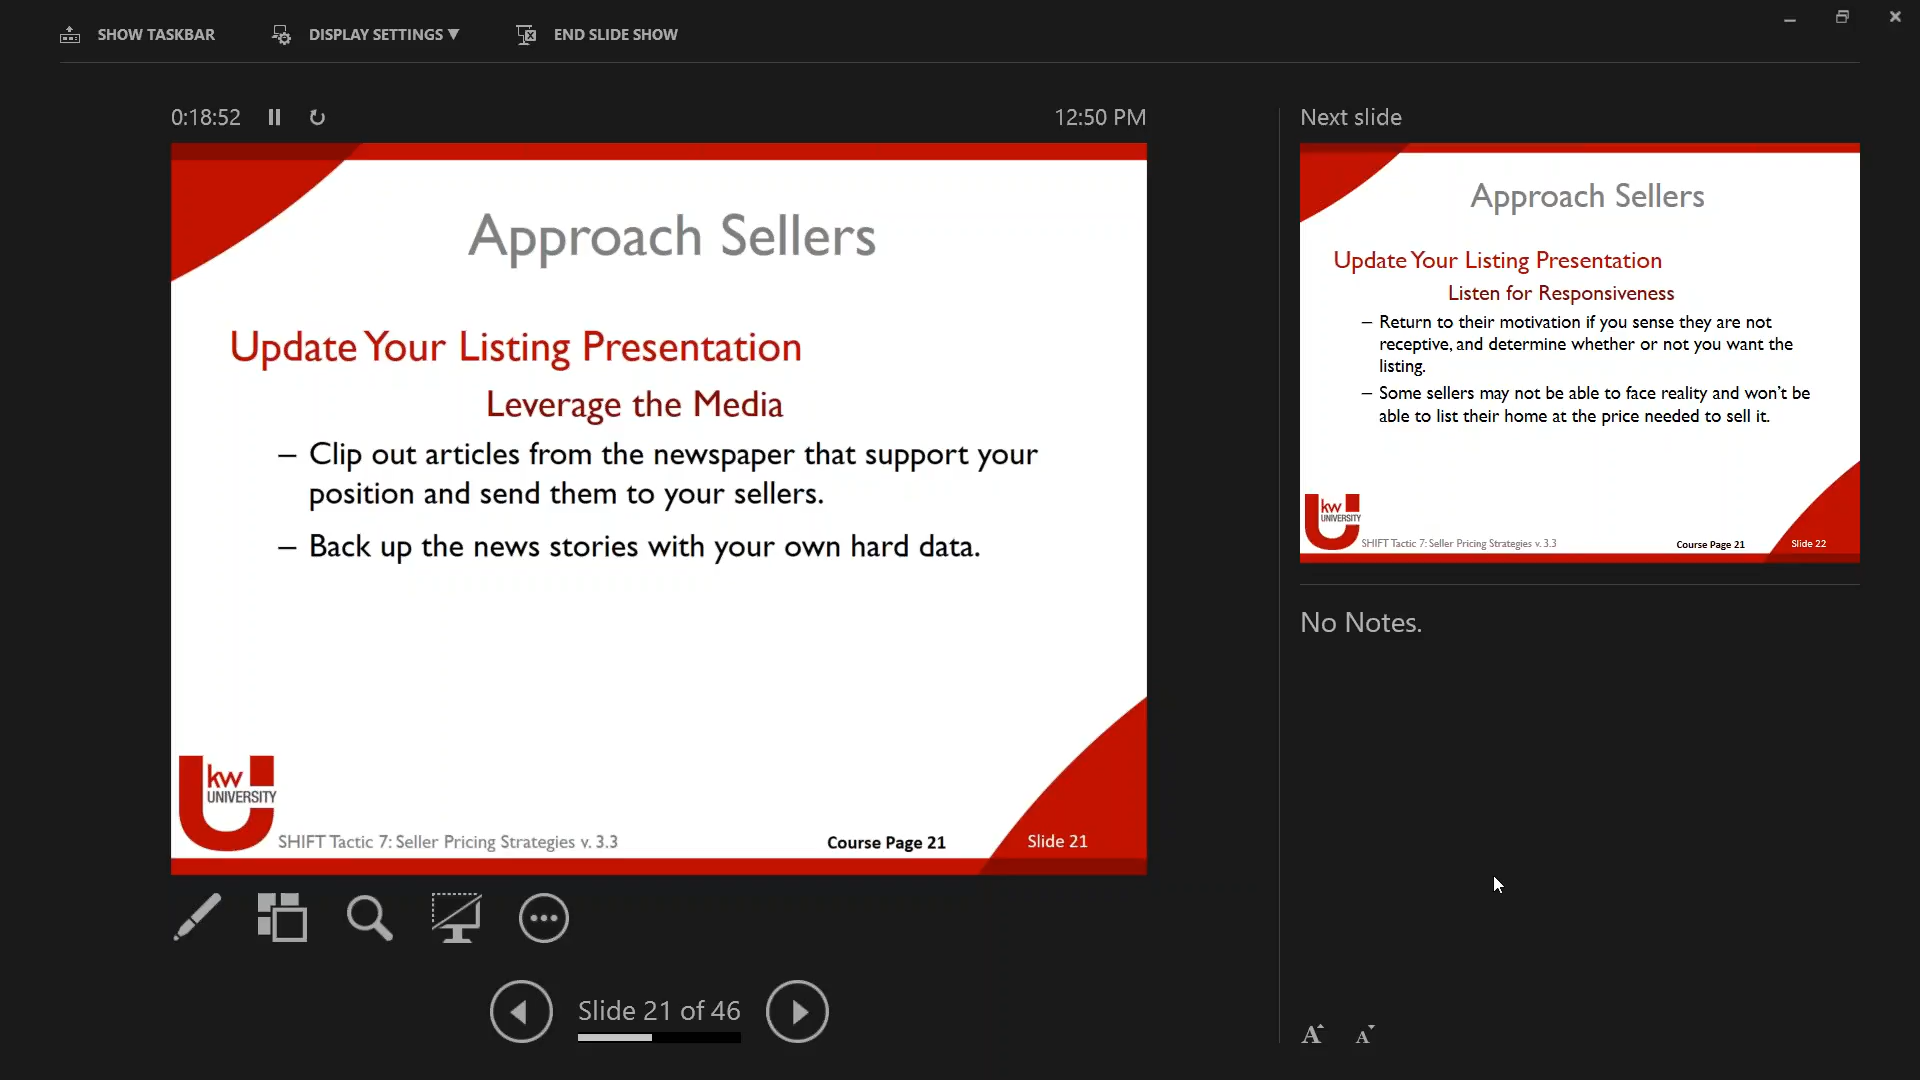 SHOW TASKBAR
DISPLAY SETTINGS ▼
END SLIDE SHOW
0:18:52
12:50 PM
Approach Sellers
Update Your Listing Presentation
Leverage the Media
– Clip out articles from the newspaper that support your
position and send them to your sellers.
– Back up the news stories with your own hard data.
kw
UNIVERSITY
SHIFT Tactic 7: Seller Pricing Strategies v. 3.3
Course Page 21
Slide 21
Slide 21 of 46
Next slide
Approach Sellers
Update Your Listing Presentation
Listen for Responsiveness
– Return to their motivation if you sense they are not
receptive, and determine whether or not you want the
listing.
– Some sellers may not be able to face reality and won't be
able to list their home at the price needed to sell it.
kw
UNIVERSITY
SHIFT Tactic 7: Seller Pricing Strategies v. 3.3
Course Page 21
Slide 22
No Notes.
A A